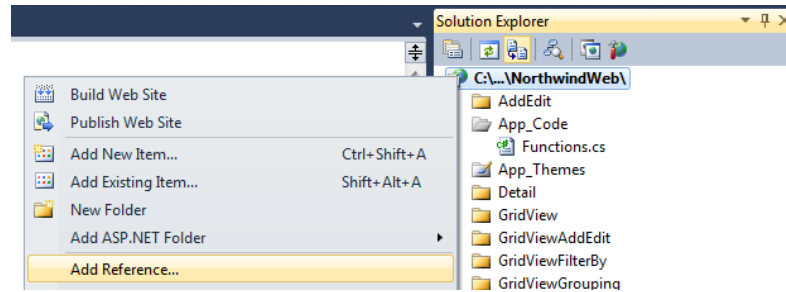 Solution Explorer
C:\...\NorthwindWeb\
AddEdit
App_Code
Functions.cs
App_Themes
Detail
GridView
GridViewAddEdit
GridViewFilterBy
GridViewGrouping
Build Web Site
Publish Web Site
Add New Item... Ctrl+Shift+A
Add Existing Item... Shift+Alt+A
New Folder
Add ASP.NET Folder
Add Reference...